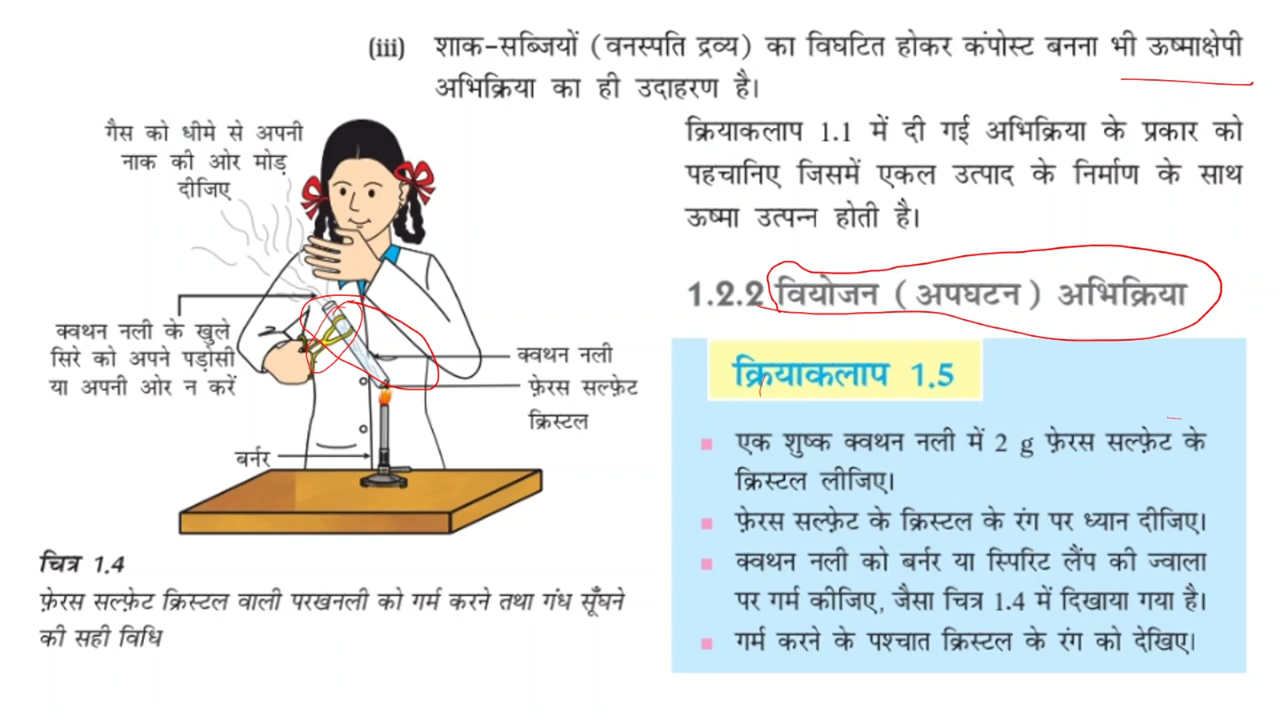 (iii) शाक-सब्जियों (वनस्पति द्रव्य) का विघटित होकर कंपोस्ट बनना भी ऊष्माक्षेपी
अभिक्रिया का ही उदाहरण है।
गैस को धीमे से अपनी
नाक की ओर मोड़
दीजिए
क्वथन नली के खुले
सिरे को अपने पड़ोसी
या अपनी ओर न करें
क्वथन नली
फ़ेरस सल्फ़ेट
क्रिस्टल
बर्नर
चित्र 1.4
फ़ेरस सल्फ़ेट क्रिस्टल वाली परखनली को गर्म करने तथा गंध सूँघने
की सही विधि
क्रियाकलाप 1.1 में दी गई अभिक्रिया के प्रकार को
पहचानिए जिसमें एकल उत्पाद के निर्माण के साथ
ऊष्मा उत्पन्न होती है।
1.2.2 वियोजन (अपघटन) अभिक्रिया
क्रियाकलाप 1.5
एक शुष्क क्वथन नली में 2 g फ़ेरस सल्फ़ेट के
क्रिस्टल लीजिए।
फ़ेरस सल्फ़ेट के क्रिस्टल के रंग पर ध्यान दीजिए।
क्वथन नली को बर्नर या स्पिरिट लैंप की ज्वाला
पर गर्म कीजिए, जैसा चित्र 1.4 में दिखाया गया है।
गर्म करने के पश्चात क्रिस्टल के रंग को देखिए।